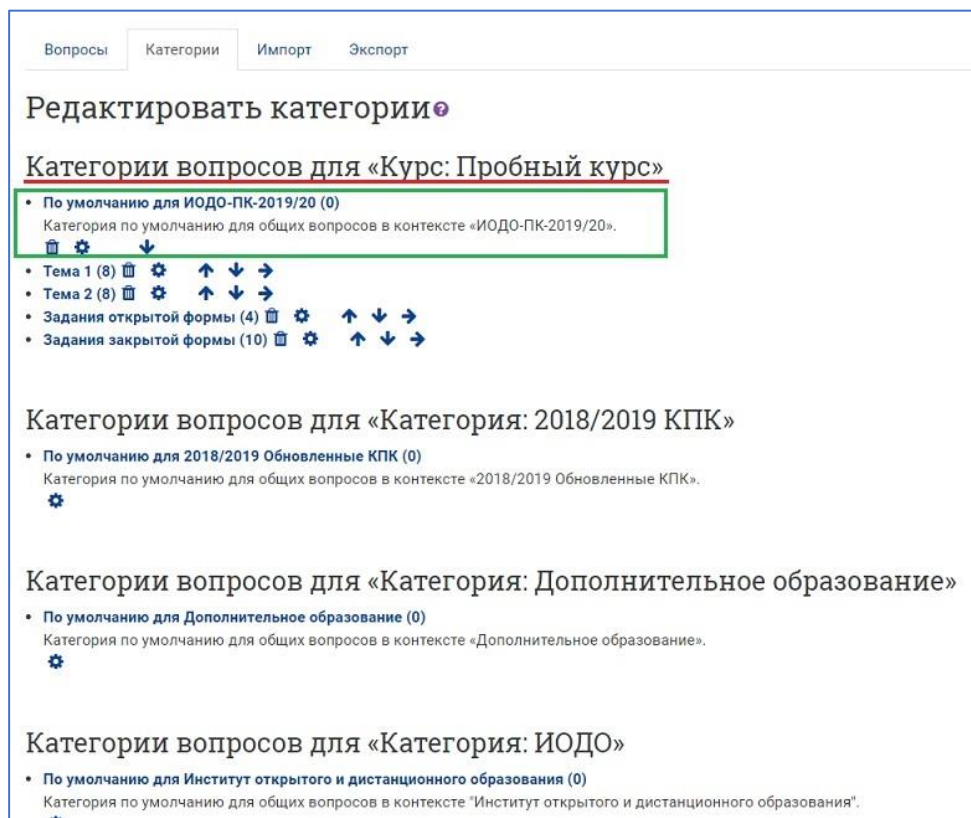 Вопросы Категории Импорт Экспорт
Редактировать категории
Категории вопросов для «Курс: Пробный курс»
По умолчанию для ИОДО-ПК-2019/20 (0)
Категория по умолчанию для общих вопросов в контексте «ИОДО-ПК-2019/20».
Тема 1 (8)
Тема 2 (8)
Задания открытой формы (4)
Задания закрытой формы (10)
Категории вопросов для «Категория: 2018/2019 КПК»
По умолчанию для 2018/2019 Обновленные КПК (0)
Категория по умолчанию для общих вопросов в контексте «2018/2019 Обновленные КПК».
Категории вопросов для «Категория: Дополнительное образование»
По умолчанию для Дополнительное образование (0)
Категория по умолчанию для общих вопросов в контексте «Дополнительное образование».
Категории вопросов для «Категория: ИОДО»
По умолчанию для Институт открытого и дистанционного образования (0)
Категория по умолчанию для общих вопросов в контексте "Институт открытого и дистанционного образования".